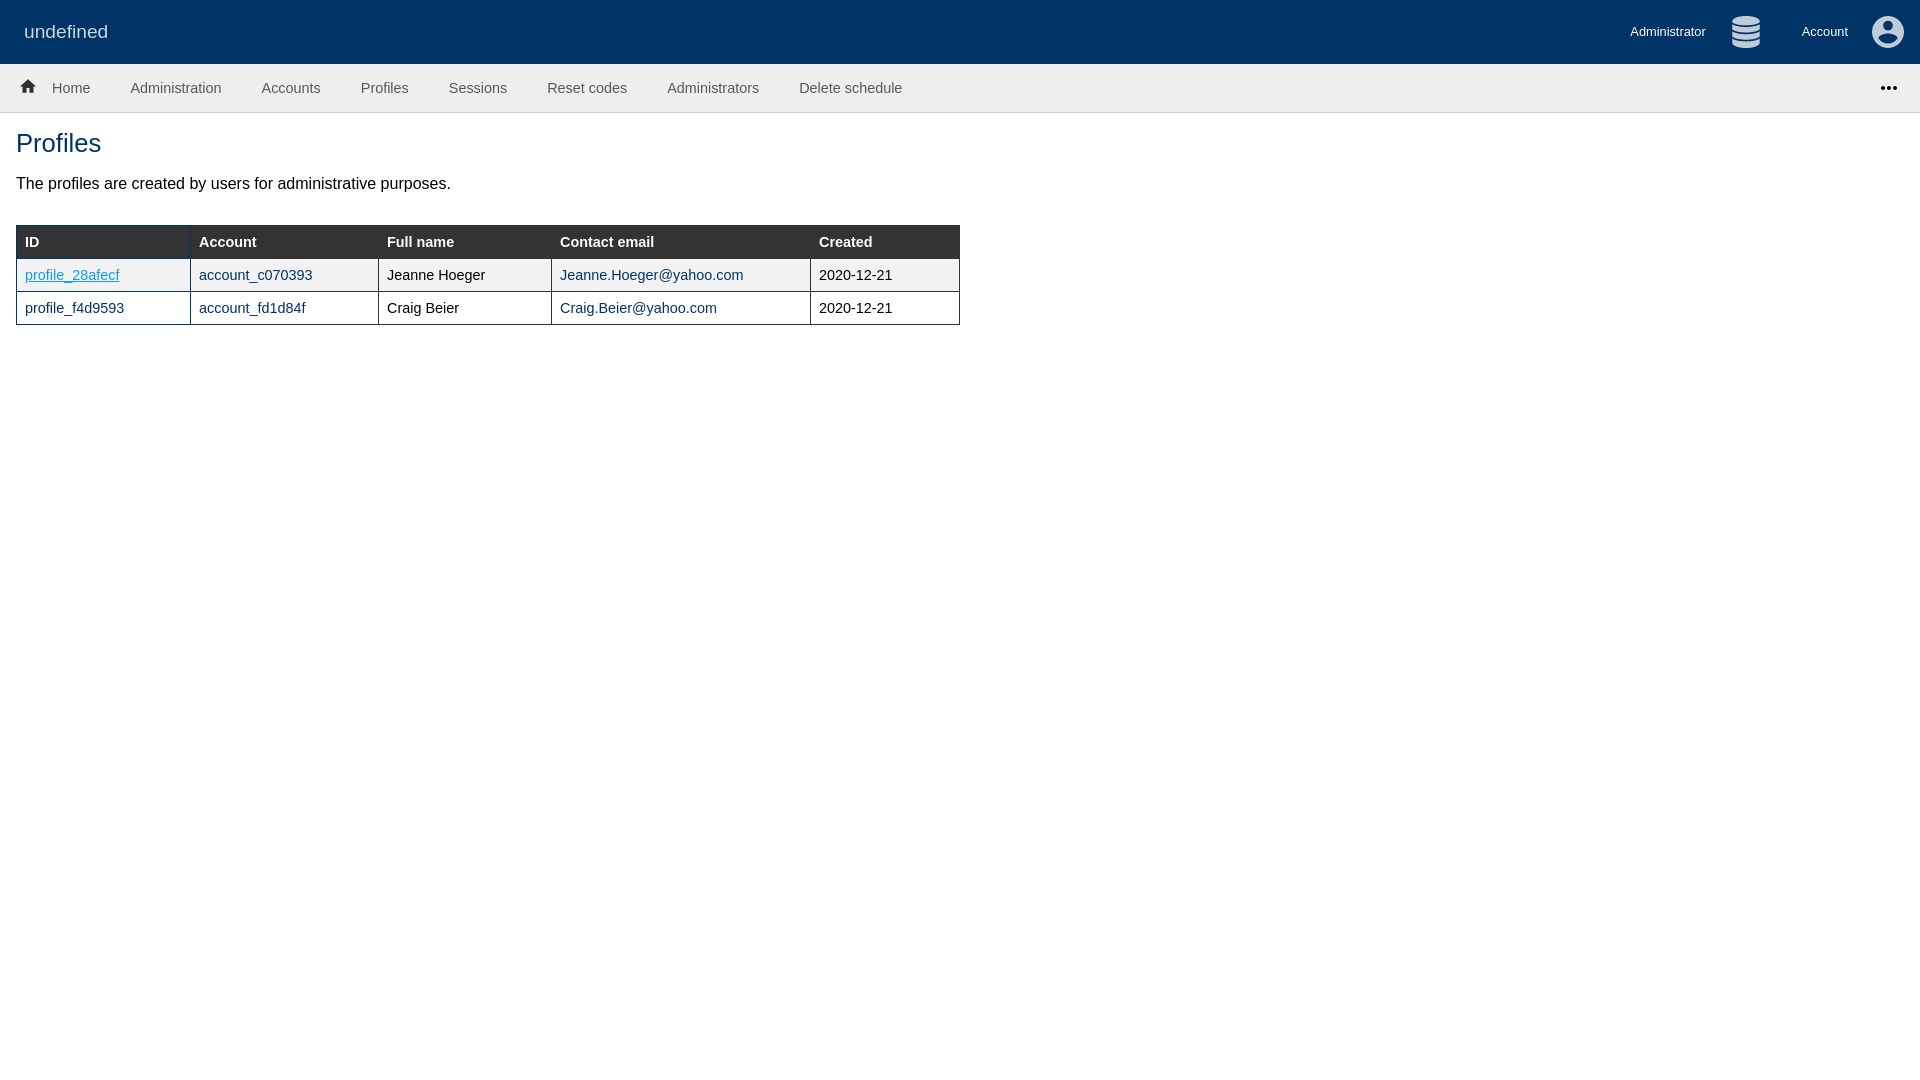 undefined
Administrator
Account
Home Administration Accounts Profiles Sessions Reset codes Administrators Delete schedule
Profiles
The profiles are created by users for administrative purposes.
ID Account Full name Contact email Created
profile_28afecf account_c070393 Jeanne Hoeger Jeanne.Hoeger@yahoo.com 2020-12-21
profile_f4d9593 account_fd1d84f Craig Beier Craig.Beier@yahoo.com 2020-12-21